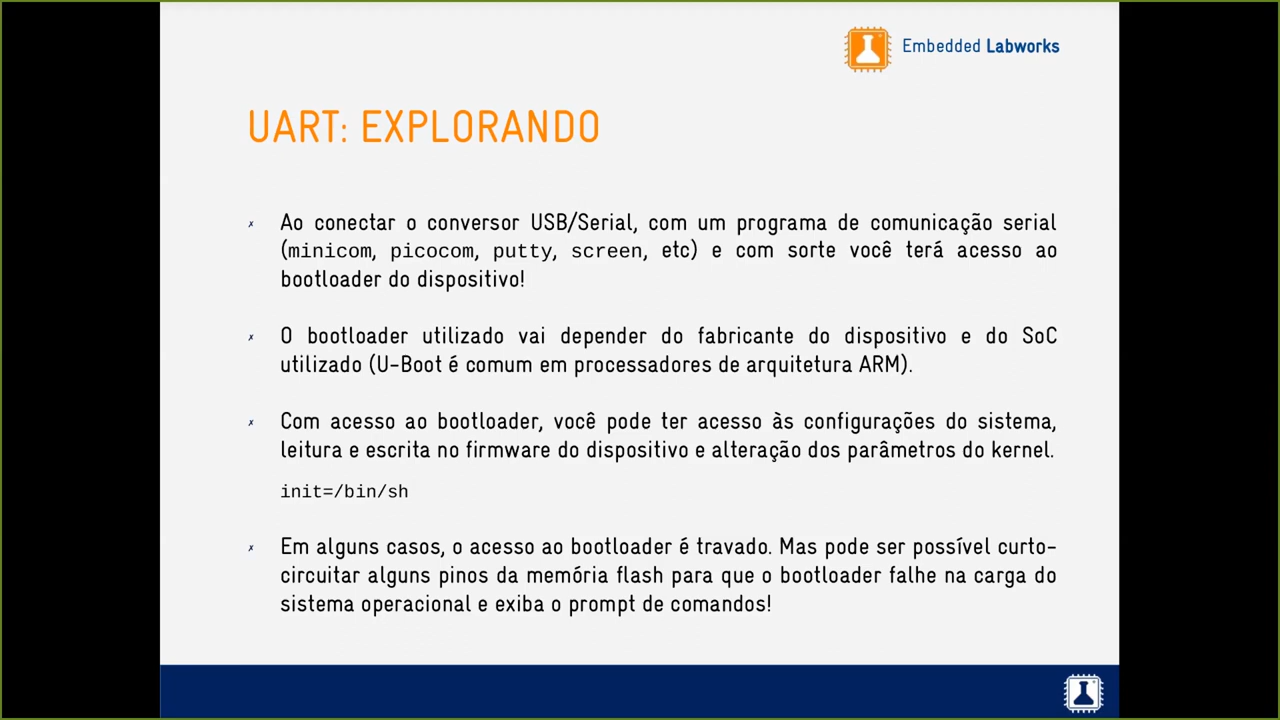 Embedded Labworks
UART: EXPLORANDO
✗ Ao conectar o conversor USB/Serial, com um programa de comunicação serial
(minicom, picocom, putty, screen, etc) e com sorte você terá acesso ao
bootloader do dispositivo!
✗ O bootloader utilizado vai depender do fabricante do dispositivo e do SoC
utilizado (U-Boot é comum em processadores de arquitetura ARM).
✗ Com acesso ao bootloader, você pode ter acesso às configurações do sistema,
leitura e escrita no firmware do dispositivo e alteração dos parâmetros do kernel.
init=/bin/sh
✗ Em alguns casos, o acesso ao bootloader é travado. Mas pode ser possível curto-
circuitar alguns pinos da memória flash para que o bootloader falhe na carga do
sistema operacional e exiba o prompt de comandos!